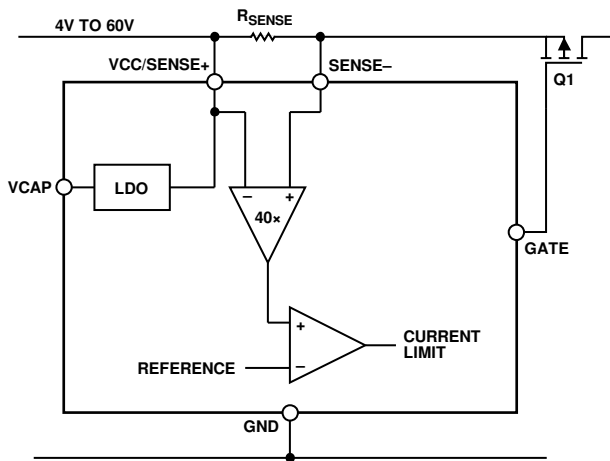 4V TO 60V
RSENSE
VCC/SENSE+
SENSE–
Q1
VCAP
LDO
– +
40×
GATE
+
REFERENCE
–
CURRENT
LIMIT
GND